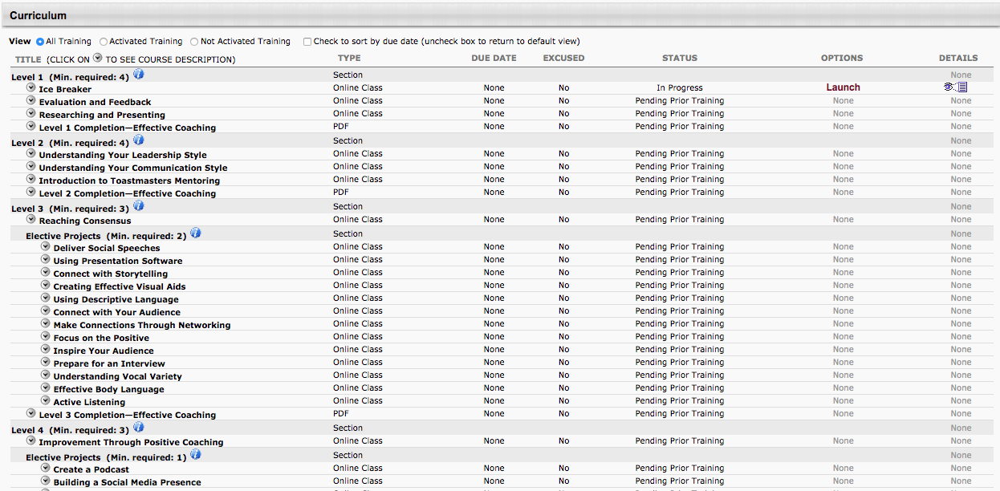 Curriculum
View All Training Activated Training Not Activated Training Check to sort by due date (uncheck box to return to default view)
TITLE (CLICK ON TO SEE COURSE DESCRIPTION) TYPE DUE DATE EXCUSED STATUS OPTIONS DETAILS
Level 1 (Min. required: 4) Section None
Ice Breaker Online Class None No In Progress Launch
Evaluation and Feedback Online Class None No Pending Prior Training None None
Researching and Presenting Online Class None No Pending Prior Training None None
Level 1 Completion—Effective Coaching PDF None No Pending Prior Training None None
Level 2 (Min. required: 4) Section None
Understanding Your Leadership Style Online Class None No Pending Prior Training None None
Understanding Your Communication Style Online Class None No Pending Prior Training None None
Introduction to Toastmasters Mentoring Online Class None No Pending Prior Training None None
Level 2 Completion—Effective Coaching PDF None No Pending Prior Training None None
Level 3 (Min. required: 3) Section None
Reaching Consensus Online Class None No Pending Prior Training None None
Elective Projects (Min. required: 2) Section None
Deliver Social Speeches Online Class None No Pending Prior Training None None
Using Presentation Software Online Class None No Pending Prior Training None None
Connect with Storytelling Online Class None No Pending Prior Training None None
Creating Effective Visual Aids Online Class None No Pending Prior Training None None
Using Descriptive Language Online Class None No Pending Prior Training None None
Connect with Your Audience Online Class None No Pending Prior Training None None
Make Connections Through Networking Online Class None No Pending Prior Training None None
Focus on the Positive Online Class None No Pending Prior Training None None
Inspire Your Audience Online Class None No Pending Prior Training None None
Prepare for an Interview Online Class None No Pending Prior Training None None
Understanding Vocal Variety Online Class None No Pending Prior Training None None
Effective Body Language Online Class None No Pending Prior Training None None
Active Listening Online Class None No Pending Prior Training None None
Level 3 Completion—Effective Coaching PDF None No Pending Prior Training None None
Level 4 (Min. required: 3) Section None
Improvement Through Positive Coaching Online Class None No Pending Prior Training None None
Elective Projects (Min. required: 1) Section None
Create a Podcast Online Class None No Pending Prior Training None None
Building a Social Media Presence Online Class None No Pending Prior Training None None